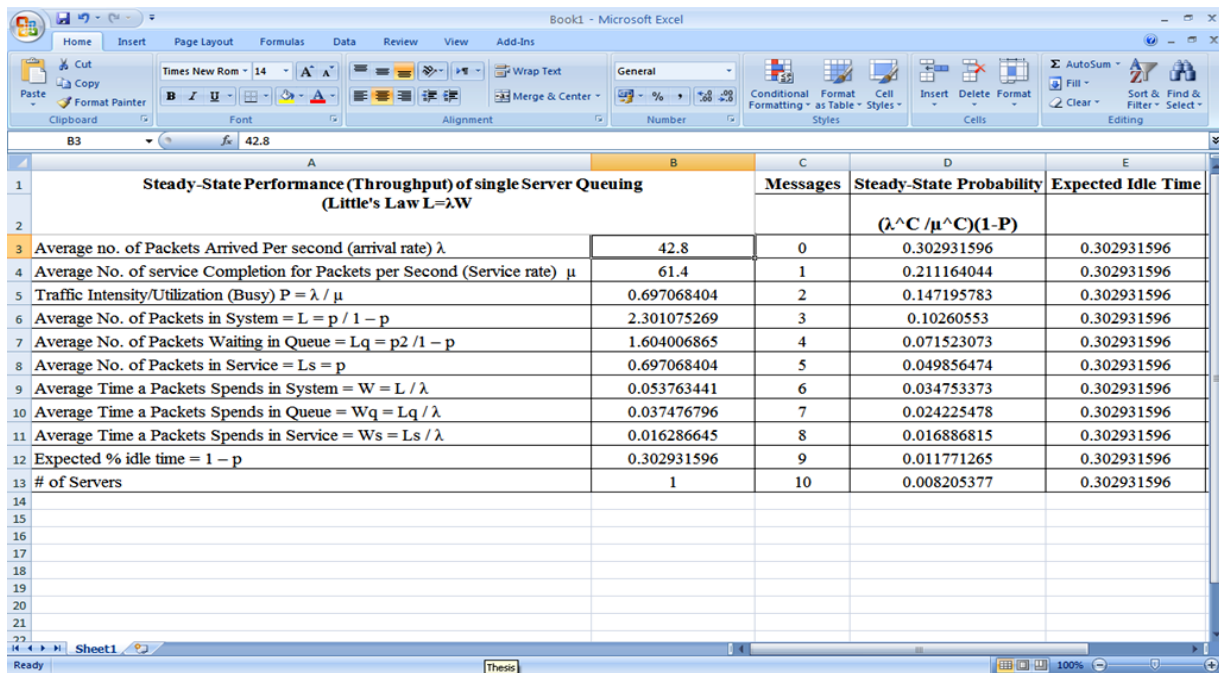 Book1 - Microsoft Excel
Home Insert Page Layout Formulas Data Review View Add-Ins
Paste
Cut
Copy
Format Painter
Clipboard
Times New Rom 14 A A
B I U A
Font
Wrap Text
Merge & Center
Alignment
General
% ,
Number
Conditional Formatting
Format as Table
Cell Styles
Styles
Insert Delete Format
Cells
Σ AutoSum
Fill
Clear
Sort & Filter
Find & Select
Editing
B3 fx 42.8
A B C D E
1 Steady-State Performance (Throughput) of single Server Queuing Messages Steady-State Probability Expected Idle Time
(Little's Law L=λW
2 (λ^C /μ^C)(1-P)
3 Average no. of Packets Arrived Per second (arrival rate) λ 42.8 0 0.302931596 0.302931596
4 Average No. of service Completion for Packets per Second (Service rate) μ 61.4 1 0.211164044 0.302931596
5 Traffic Intensity/Utilization (Busy) P = λ / μ 0.697068404 2 0.147195783 0.302931596
6 Average No. of Packets in System = L = p / 1 – p 2.301075269 3 0.10260553 0.302931596
7 Average No. of Packets Waiting in Queue = Lq = p2 /1 – p 1.604006865 4 0.071523073 0.302931596
8 Average No. of Packets in Service = Ls = p 0.697068404 5 0.049856474 0.302931596
9 Average Time a Packets Spends in System = W = L / λ 0.053763441 6 0.034753373 0.302931596
10 Average Time a Packets Spends in Queue = Wq = Lq / λ 0.037476796 7 0.024225478 0.302931596
11 Average Time a Packets Spends in Service = Ws = Ls / λ 0.016286645 8 0.016886815 0.302931596
12 Expected % idle time = 1 – p 0.302931596 9 0.011771265 0.302931596
13 # of Servers 1 10 0.008205377 0.302931596
14
15
16
17
18
19
20
21
22
Sheet1
Ready Thesis 100%